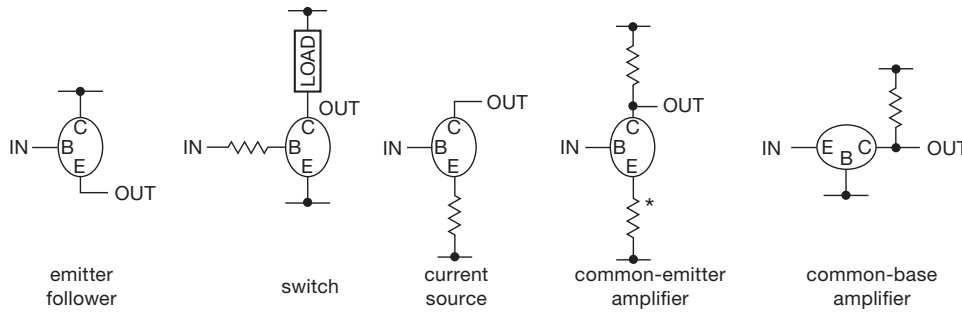 IN
B
C
E
OUT
emitter
follower
LOAD
OUT
IN
B
C
E
switch
OUT
IN
B
C
E
current
source
OUT
IN
B
C
E
*
common-emitter
amplifier
IN
E
B
C
OUT
common-base
amplifier